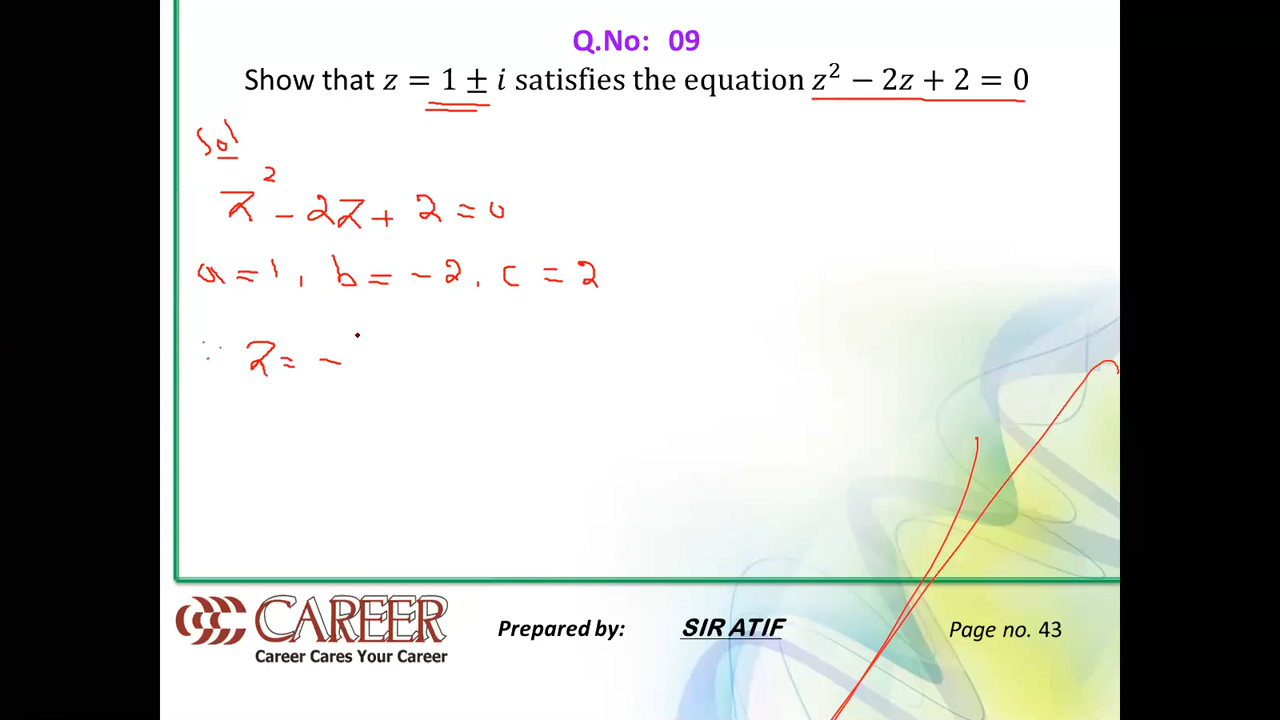 Q.No: 09
Show that z = 1 ± i satisfies the equation z² − 2z + 2 = 0
Sol
z² - 2z + 2 = 0
a = 1, b = -2, c = 2
∵ z = -
CAREER
Career Cares Your Career
Prepared by: SIR ATIF Page no. 43